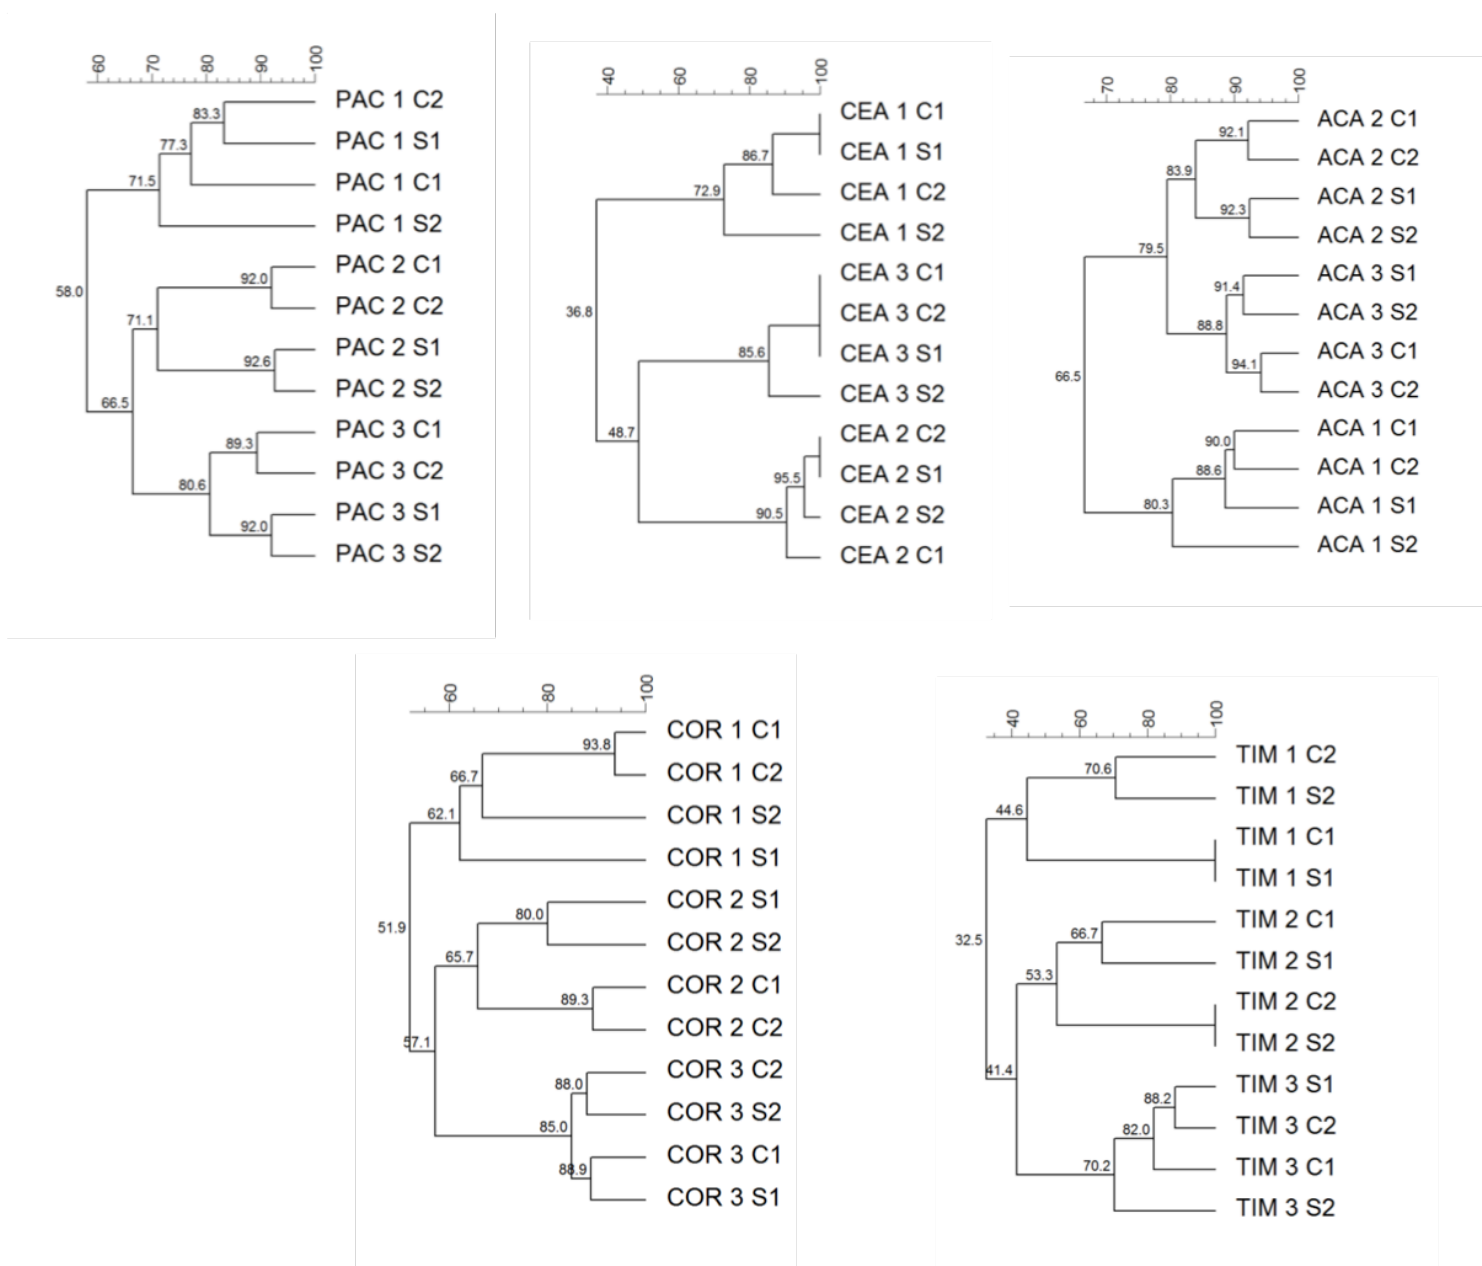 60 70 80 90 100
PAC 1 C2
83.3
PAC 1 S1
77.3
PAC 1 C1
71.5
PAC 1 S2
PAC 2 C1
92.0
58.0
PAC 2 C2
71.1
PAC 2 S1
92.6
PAC 2 S2
66.5
PAC 3 C1
89.3
PAC 3 C2
80.6
PAC 3 S1
92.0
PAC 3 S2
40 60 80 100
CEA 1 C1
CEA 1 S1
86.7
CEA 1 C2
72.9
CEA 1 S2
CEA 3 C1
36.8
CEA 3 C2
CEA 3 S1
85.6
CEA 3 S2
48.7
CEA 2 C2
CEA 2 S1
95.5
CEA 2 S2
90.5
CEA 2 C1
70 80 90 100
ACA 2 C1
92.1
ACA 2 C2
83.9
ACA 2 S1
92.3
ACA 2 S2
79.5
ACA 3 S1
91.4
ACA 3 S2
88.8
ACA 3 C1
94.1
66.5
ACA 3 C2
ACA 1 C1
90.0
ACA 1 C2
88.6
ACA 1 S1
80.3
ACA 1 S2
60 80 100
COR 1 C1
93.8
COR 1 C2
66.7
COR 1 S2
62.1
COR 1 S1
COR 2 S1
80.0
51.9
COR 2 S2
65.7
COR 2 C1
89.3
COR 2 C2
57.1
COR 3 C2
88.0
COR 3 S2
85.0
COR 3 C1
88.9
COR 3 S1
40 60 80 100
TIM 1 C2
70.6
TIM 1 S2
44.6
TIM 1 C1
TIM 1 S1
TIM 2 C1
66.7
32.5
TIM 2 S1
53.3
TIM 2 C2
TIM 2 S2
41.4
TIM 3 S1
88.2
TIM 3 C2
82.0
TIM 3 C1
70.2
TIM 3 S2